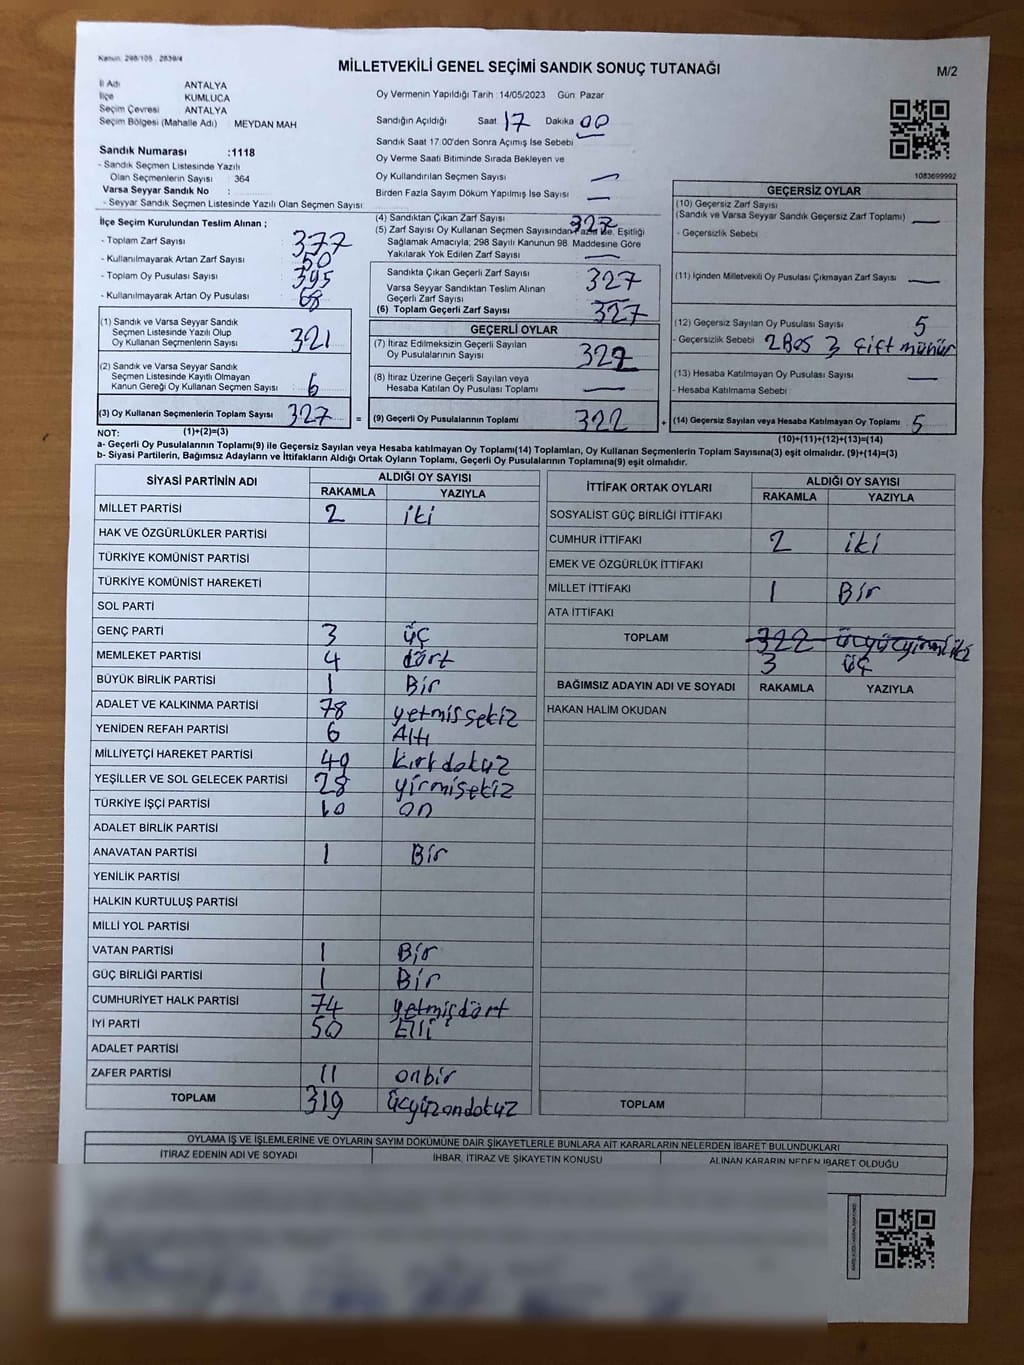 Kanun. 298/105 . 2839/4
MİLLETVEKİLİ GENEL SEÇİMİ SANDIK SONUÇ TUTANAĞI
M/2
İl Adı ANTALYA
İlçe KUMLUCA
Seçim Çevresi ANTALYA
Seçim Bölgesi (Mahalle Adı) MEYDAN MAH
Oy Vermenin Yapıldığı Tarih :14/05/2023 Gün: Pazar
Sandığın Açıldığı Saat 17 Dakika 00
Sandık Saat 17.00'den Sonra Açımış İse Sebebi
Oy Verme Saati Bitiminde Sırada Bekleyen ve
Oy Kullandırılan Seçmen Sayısı —
Birden Fazla Sayım Döküm Yapılmış İse Sayısı —
1083699992
Sandık Numarası :1118
- Sandık Seçmen Listesinde Yazılı
Olan Seçmenlerin Sayısı : 364
Varsa Seyyar Sandık No :
- Seyyar Sandık Seçmen Listesinde Yazılı Olan Seçmen Sayısı
İlçe Seçim Kurulundan Teslim Alınan ;
- Toplam Zarf Sayısı 377
- Kullanılmayarak Artan Zarf Sayısı 50
- Toplam Oy Pusulası Sayısı 395
- Kullanılmayarak Artan Oy Pusulası 68
(1) Sandık ve Varsa Seyyar Sandık
Seçmen Listesinde Yazılı Olup
Oy Kullanan Seçmenlerin Sayısı 321
(2) Sandık ve Varsa Seyyar Sandık
Seçmen Listesinde Kayıtlı Olmayan
Kanun Gereği Oy Kullanan Seçmen Sayısı 6
(3) Oy Kullanan Seçmenlerin Toplam Sayısı 327
(1)+(2)=(3)
(4) Sandıktan Çıkan Zarf Sayısı 327
(5) Zarf Sayısı Oy Kullanan Seçmen Sayısından Fazla İse, Eşitliği
Sağlamak Amacıyla; 298 Sayılı Kanunun 98. Maddesine Göre
Yakılarak Yok Edilen Zarf Sayısı —
Sandıkta Çıkan Geçerli Zarf Sayısı 327
Varsa Seyyar Sandıktan Teslim Alınan
Geçerli Zarf Sayısı —
(6) Toplam Geçerli Zarf Sayısı 327
GEÇERLİ OYLAR
(7) İtiraz Edilmeksizin Geçerli Sayılan
Oy Pusulalarının Sayısı 322
(8) İtiraz Üzerine Geçerli Sayılan veya
Hesaba Katılan Oy Pusulası Toplamı —
= (9) Geçerli Oy Pusulalarının Toplamı 322
GEÇERSİZ OYLAR
(10) Geçersiz Zarf Sayısı
(Sandık ve Varsa Seyyar Sandık Geçersiz Zarf Toplamı) —
- Geçersizlik Sebebi
(11) İçinden Milletvekili Oy Pusulası Çıkmayan Zarf Sayısı —
(12) Geçersiz Sayılan Oy Pusulası Sayısı 5
- Geçersizlik Sebebi 2 Boş 3 Çift mühür
(13) Hesaba Katılmayan Oy Pusulası Sayısı —
- Hesaba Katılmama Sebebi
+ (14) Geçersiz Sayılan veya Hesaba Katılmayan Oy Toplamı 5
(10)+(11)+(12)+(13)=(14)
NOT:
a- Geçerli Oy Pusulalarının Toplamı(9) ile Geçersiz Sayılan veya Hesaba katılmayan Oy Toplamı(14) Toplamları, Oy Kullanan Seçmenlerin Toplam Sayısına(3) eşit olmalıdır. (9)+(14)=(3)
b- Siyasi Partilerin, Bağımsız Adayların ve İttifakların Aldığı Ortak Oyların Toplamı, Geçerli Oy Pusulalarının Toplamına(9) eşit olmalıdır.
SİYASİ PARTİNİN ADI ALDIĞI OY SAYISI
RAKAMLA YAZIYLA
MİLLET PARTİSİ 2 iki
HAK VE ÖZGÜRLÜKLER PARTİSİ
TÜRKİYE KOMÜNİST PARTİSİ
TÜRKİYE KOMÜNİST HAREKETİ
SOL PARTİ
GENÇ PARTİ 3 üç
MEMLEKET PARTİSİ 4 dört
BÜYÜK BİRLİK PARTİSİ 1 Bir
ADALET VE KALKINMA PARTİSİ 78 yetmişsekiz
YENİDEN REFAH PARTİSİ 6 Altı
MİLLİYETÇİ HAREKET PARTİSİ 49 kırkdokuz
YEŞİLLER VE SOL GELECEK PARTİSİ 28 yirmisekiz
TÜRKİYE İŞÇİ PARTİSİ 10 on
ADALET BİRLİK PARTİSİ
ANAVATAN PARTİSİ 1 Bir
YENİLİK PARTİSİ
HALKIN KURTULUŞ PARTİSİ
MİLLİ YOL PARTİSİ
VATAN PARTİSİ 1 Bir
GÜÇ BİRLİĞİ PARTİSİ 1 Bir
CUMHURİYET HALK PARTİSİ 74 yetmişdört
İYİ PARTİ 50 Elli
ADALET PARTİSİ
ZAFER PARTİSİ 11 onbir
TOPLAM 319 üçyüzondokuz
İTTİFAK ORTAK OYLARI ALDIĞI OY SAYISI
RAKAMLA YAZIYLA
SOSYALİST GÜÇ BİRLİĞİ İTTİFAKI
CUMHUR İTTİFAKI 2 iki
EMEK VE ÖZGÜRLÜK İTTİFAKI
MİLLET İTTİFAKI 1 Bir
ATA İTTİFAKI
TOPLAM 322 üçyüzyirmiiki
3 üç
BAĞIMSIZ ADAYIN ADI VE SOYADI RAKAMLA YAZIYLA
HAKAN HALIM OKUDAN
TOPLAM
OYLAMA İŞ VE İŞLEMLERİNE VE OYLARIN SAYIM DÖKÜMÜNE DAİR ŞİKAYETLERLE BUNLARA AİT KARARLARIN NELERDEN İBARET BULUNDUKLARI
İTİRAZ EDENİN ADI VE SOYADI İHBAR, İTİRAZ VE ŞİKAYETİN KONUSU ALINAN KARARIN NEDEN İBARET OLDUĞU